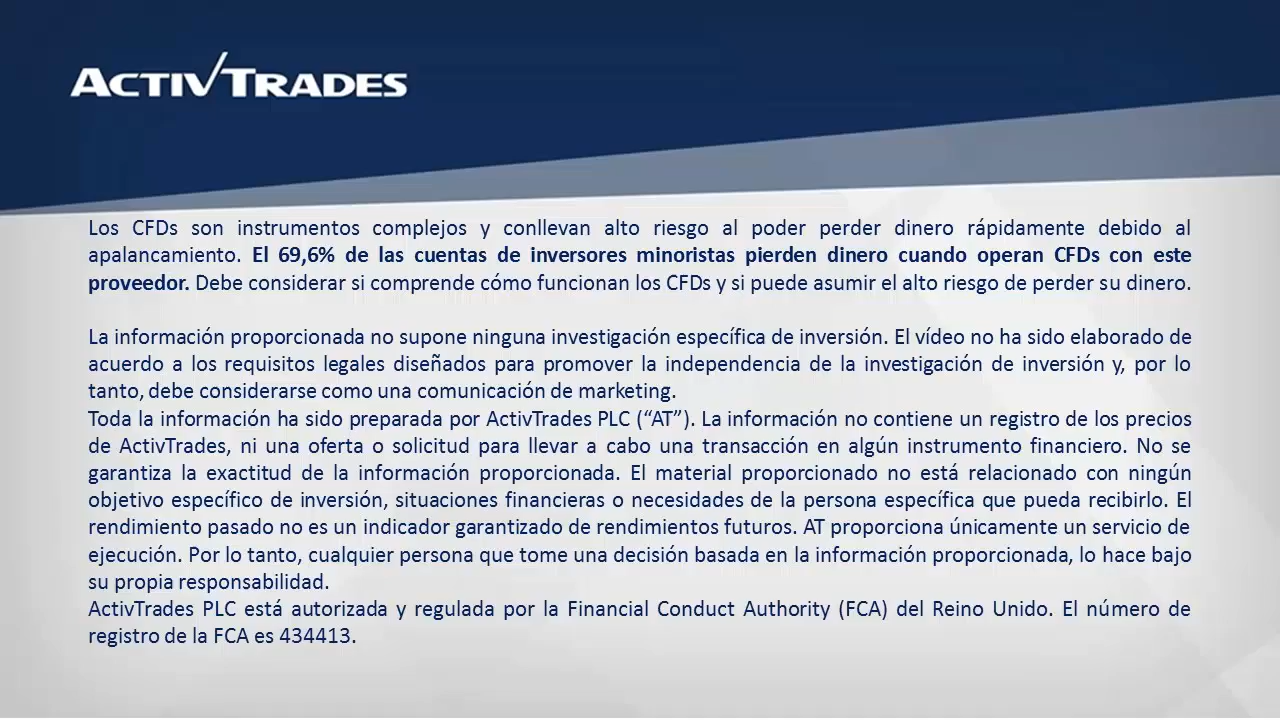 ACTIVTRADES
Los CFDs son instrumentos complejos y conllevan alto riesgo al poder perder dinero rápidamente debido al
apalancamiento. El 69,6% de las cuentas de inversores minoristas pierden dinero cuando operan CFDs con este
proveedor. Debe considerar si comprende cómo funcionan los CFDs y si puede asumir el alto riesgo de perder su dinero.
La información proporcionada no supone ninguna investigación específica de inversión. El vídeo no ha sido elaborado de
acuerdo a los requisitos legales diseñados para promover la independencia de la investigación de inversión y, por lo
tanto, debe considerarse como una comunicación de marketing.
Toda la información ha sido preparada por ActivTrades PLC (“AT”). La información no contiene un registro de los precios
de ActivTrades, ni una oferta o solicitud para llevar a cabo una transacción en algún instrumento financiero. No se
garantiza la exactitud de la información proporcionada. El material proporcionado no está relacionado con ningún
objetivo específico de inversión, situaciones financieras o necesidades de la persona específica que pueda recibirlo. El
rendimiento pasado no es un indicador garantizado de rendimientos futuros. AT proporciona únicamente un servicio de
ejecución. Por lo tanto, cualquier persona que tome una decisión basada en la información proporcionada, lo hace bajo
su propia responsabilidad.
ActivTrades PLC está autorizada y regulada por la Financial Conduct Authority (FCA) del Reino Unido. El número de
registro de la FCA es 434413.